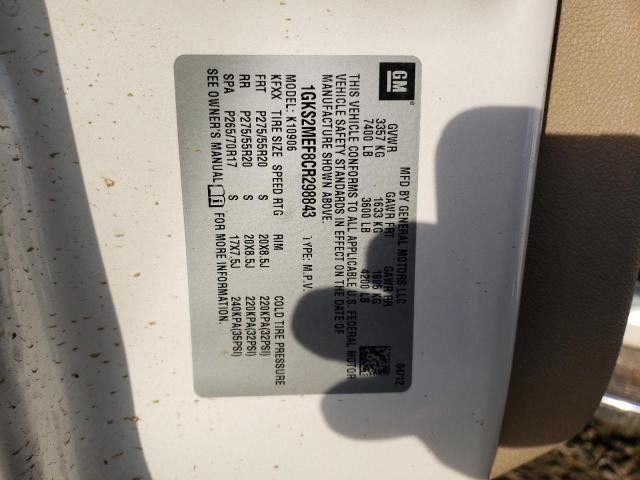 GM
MFD BY GENERAL MOTORS LLC 04/12
GVWR GAWR FRT GAWR RR
3357 KG 1633 KG 1905 KG
7400 LB 3600 LB 4200 LB
THIS VEHICLE CONFORMS TO ALL APPLICABLE U.S. FEDERAL MOTOR
VEHICLE SAFETY STANDARDS IN EFFECT ON THE DATE OF
MANUFACTURE SHOWN ABOVE.
1GKS2MEF8CR298843 TYPE: M.P.V.
MODEL: K10906
KFXX TIRE SIZE SPEED RTG RIM COLD TIRE PRESSURE
FRT P275/55R20 S 20X8.5J 220KPA(32PSI)
RR P275/55R20 S 20X8.5J 220KPA(32PSI)
SPA P265/70R17 S 17X7.5J 240KPA(35PSI)
SEE OWNER'S MANUAL FOR MORE INFORMATION.